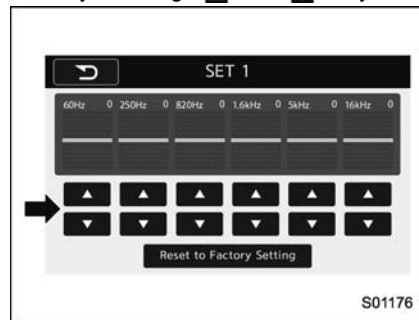 SET 1
60Hz 0 250Hz 0 820Hz 0 1.6kHz 0 5kHz 0 16kHz 0
Reset to Factory Setting
S01176